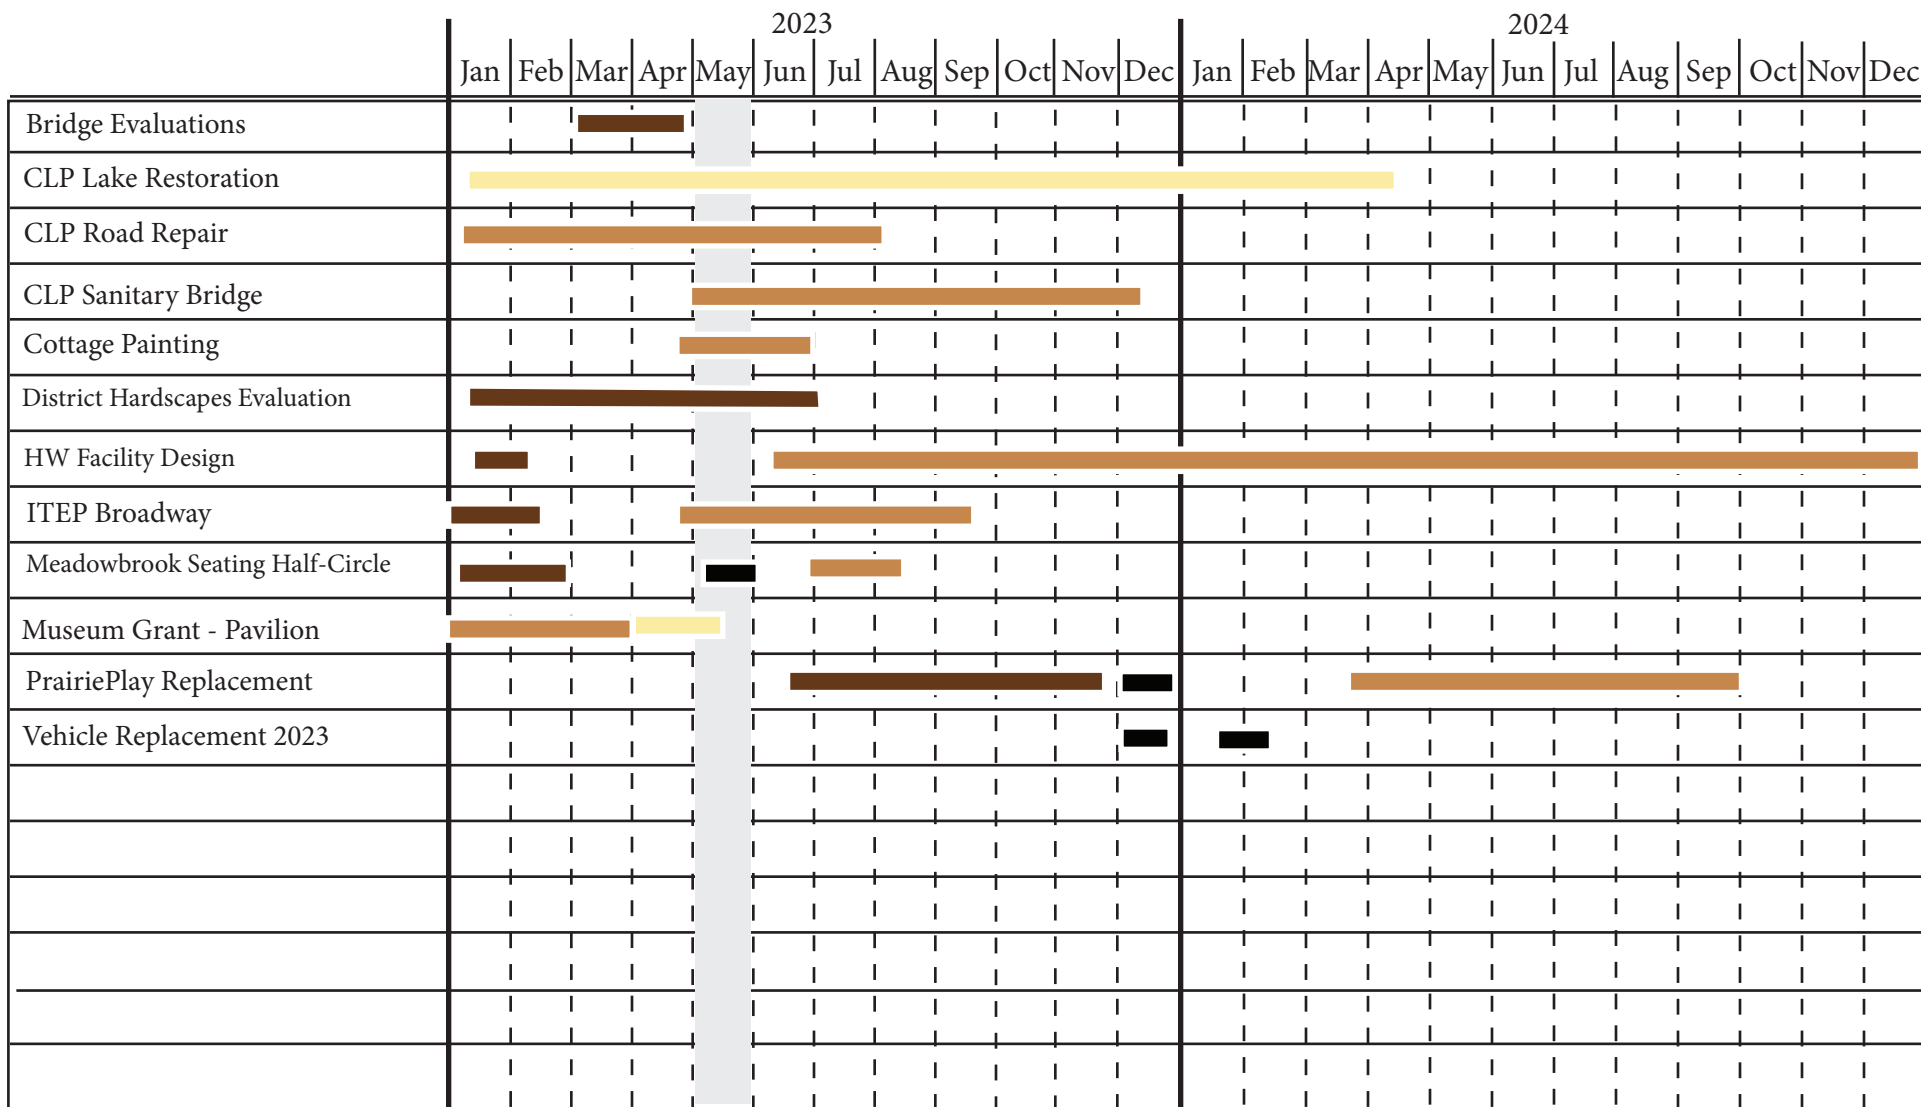 2023 2024
Jan Feb Mar Apr May Jun Jul Aug Sep Oct Nov Dec Jan Feb Mar Apr May Jun Jul Aug Sep Oct Nov Dec
Bridge Evaluations
CLP Lake Restoration
CLP Road Repair
CLP Sanitary Bridge
Cottage Painting
District Hardscapes Evaluation
HW Facility Design
ITEP Broadway
Meadowbrook Seating Half-Circle
Museum Grant - Pavilion
PrairiePlay Replacement
Vehicle Replacement 2023